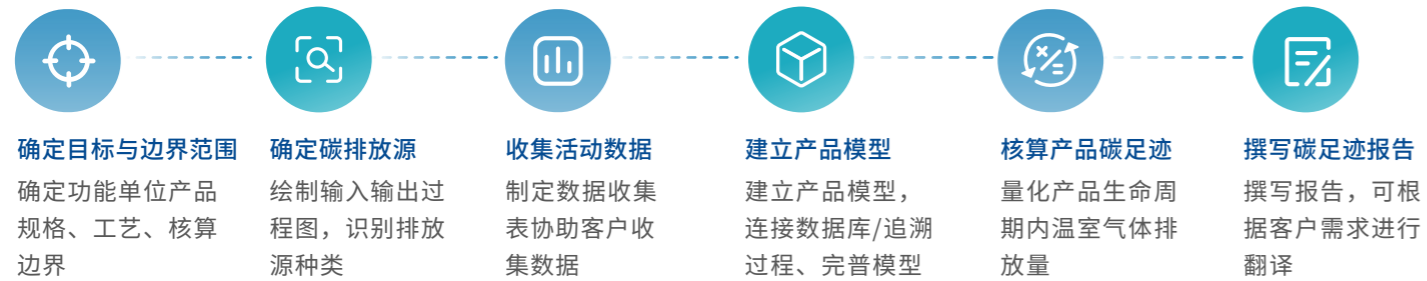 确定目标与边界范围
确定功能单位产品
规格、工艺、核算
边界
确定碳排放源
绘制输入输出过
程图，识别排放
源种类
收集活动数据
制定数据收集
表协助客户收
集数据
建立产品模型
建立产品模型，
连接数据库/追溯
过程、完普模型
核算产品碳足迹
量化产品生命周
期内温室气体排
放量
撰写碳足迹报告
撰写报告，可根
据客户需求进行
翻译